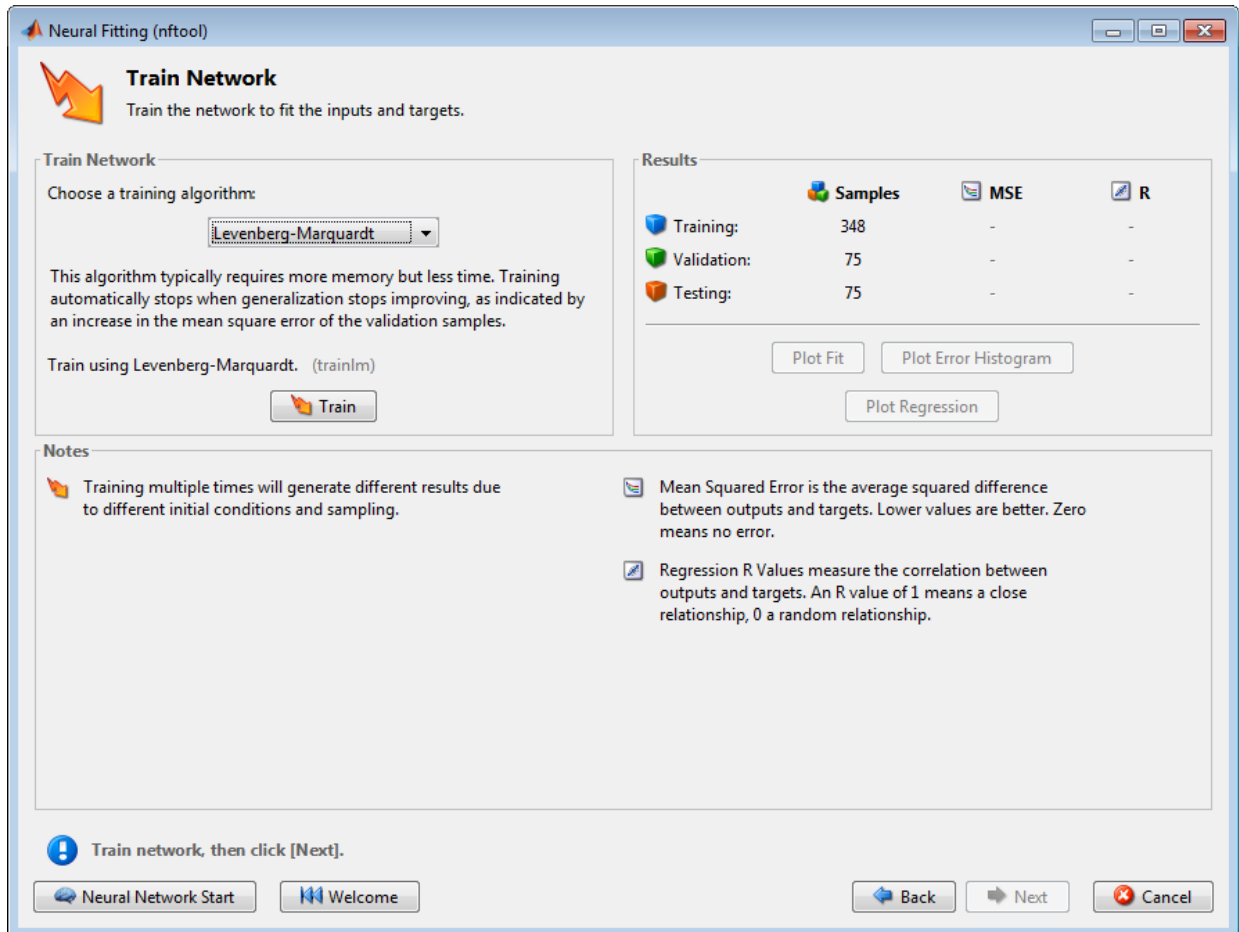 Neural Fitting (nftool)
Train Network
Train the network to fit the inputs and targets.
Train Network
Choose a training algorithm:
Levenberg-Marquardt
This algorithm typically requires more memory but less time. Training
automatically stops when generalization stops improving, as indicated by
an increase in the mean square error of the validation samples.
Train using Levenberg-Marquardt. (trainlm)
Train
Results
Samples MSE R
Training: 348 - -
Validation: 75 - -
Testing: 75 - -
Plot Fit Plot Error Histogram
Plot Regression
Notes
Training multiple times will generate different results due
to different initial conditions and sampling.
Mean Squared Error is the average squared difference
between outputs and targets. Lower values are better. Zero
means no error.
Regression R Values measure the correlation between
outputs and targets. An R value of 1 means a close
relationship, 0 a random relationship.
Train network, then click [Next].
Neural Network Start Welcome Back Next Cancel